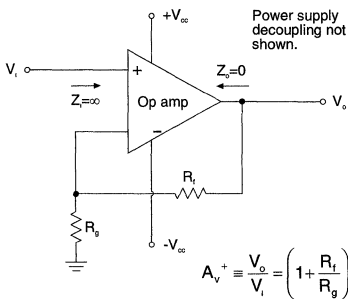 +Vcc
Power supply
decoupling not
shown.
Vi
+
Zi=∞
Op amp
Zo=0
Vo
−
Rf
Rg
-Vcc
Av+ ≡ Vo/Vi = (1+Rf/Rg)